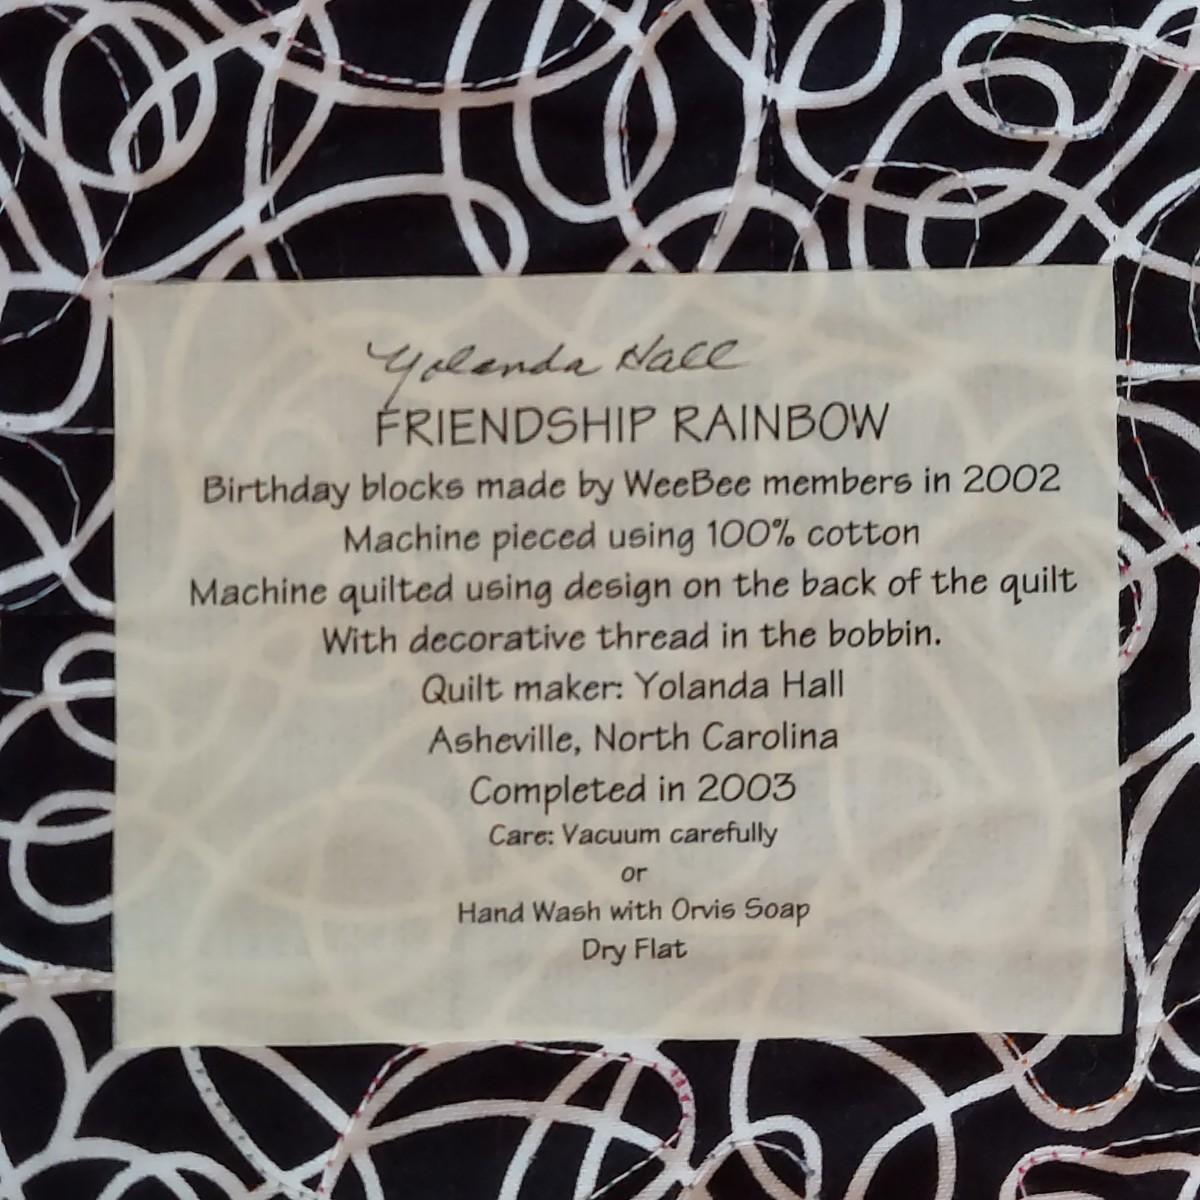 Yolanda Hall
FRIENDSHIP RAINBOW
Birthday blocks made by WeeBee members in 2002
Machine pieced using 100% cotton
Machine quilted using design on the back of the quilt
With decorative thread in the bobbin.
Quilt maker: Yolanda Hall
Asheville, North Carolina
Completed in 2003
Care: Vacuum carefully
or
Hand Wash with Orvis Soap
Dry Flat